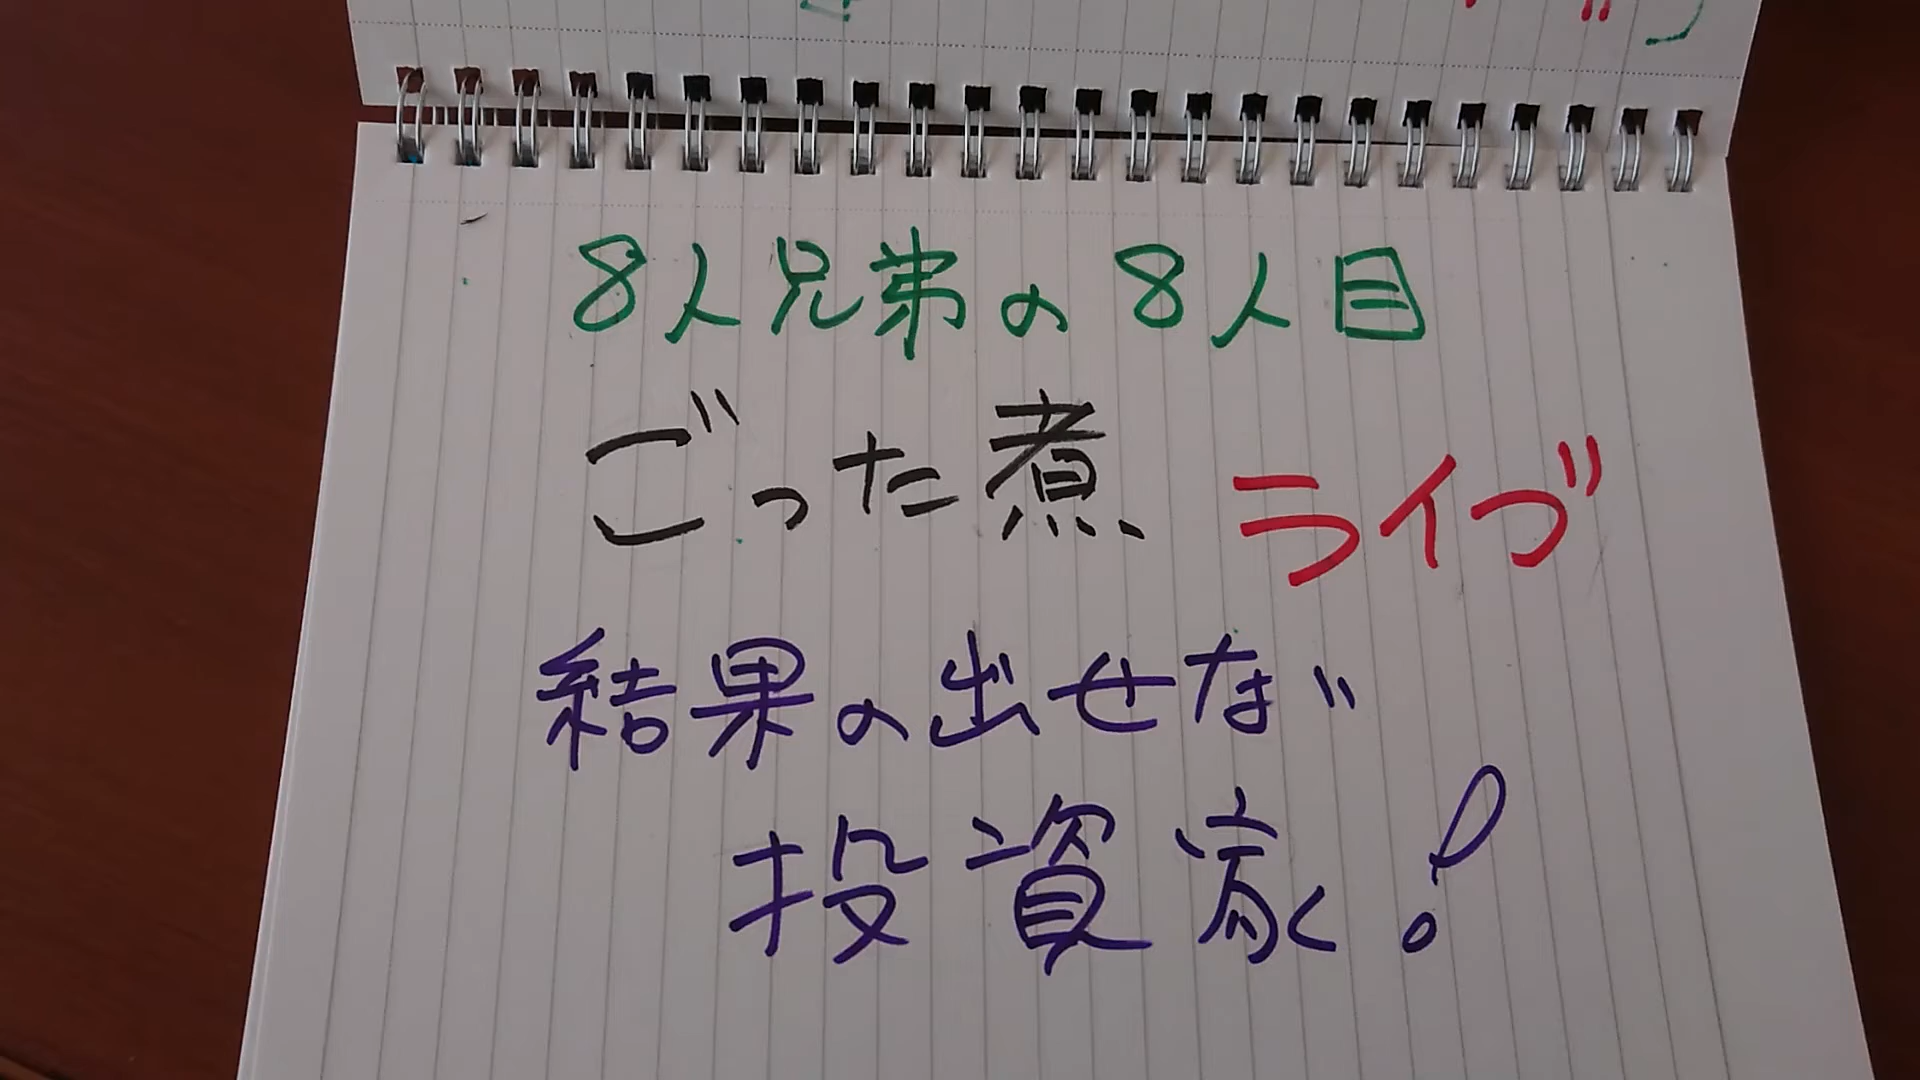 8人兄弟の8人目
ごった煮 ライブ
結果の出せない
投資家!